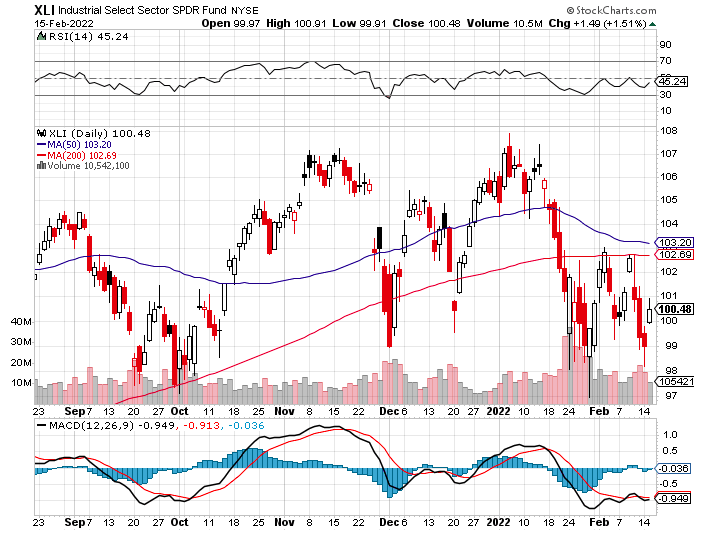 XLI Industrial Select Sector SPDR Fund NYSE © StockCharts.com
15-Feb-2022 Open 99.97 High 100.91 Low 99.91 Close 100.48 Volume 10.5M Chg +1.49 (+1.51%)
RSI(14) 45.24
90
70
50
45.24
30
10
XLI (Daily) 100.48
MA(50) 103.20
MA(200) 102.69
Volume 10,542,100
108
107
106
105
104
103.20
102.69
102
101
100.48
100
99
98
105421
97
40M
30M
20M
10M
23 Sep 7 13 20 27 Oct 11 18 25 Nov 8 15 22 Dec 6 13 20 27 2022 10 18 24 Feb 7 14
MACD(12,26,9) -0.949, -0.913, -0.036
1.0
0.5
-0.036
-0.5
-0.949
23 Sep 7 13 20 27 Oct 11 18 25 Nov 8 15 22 Dec 6 13 20 27 2022 10 18 24 Feb 7 14